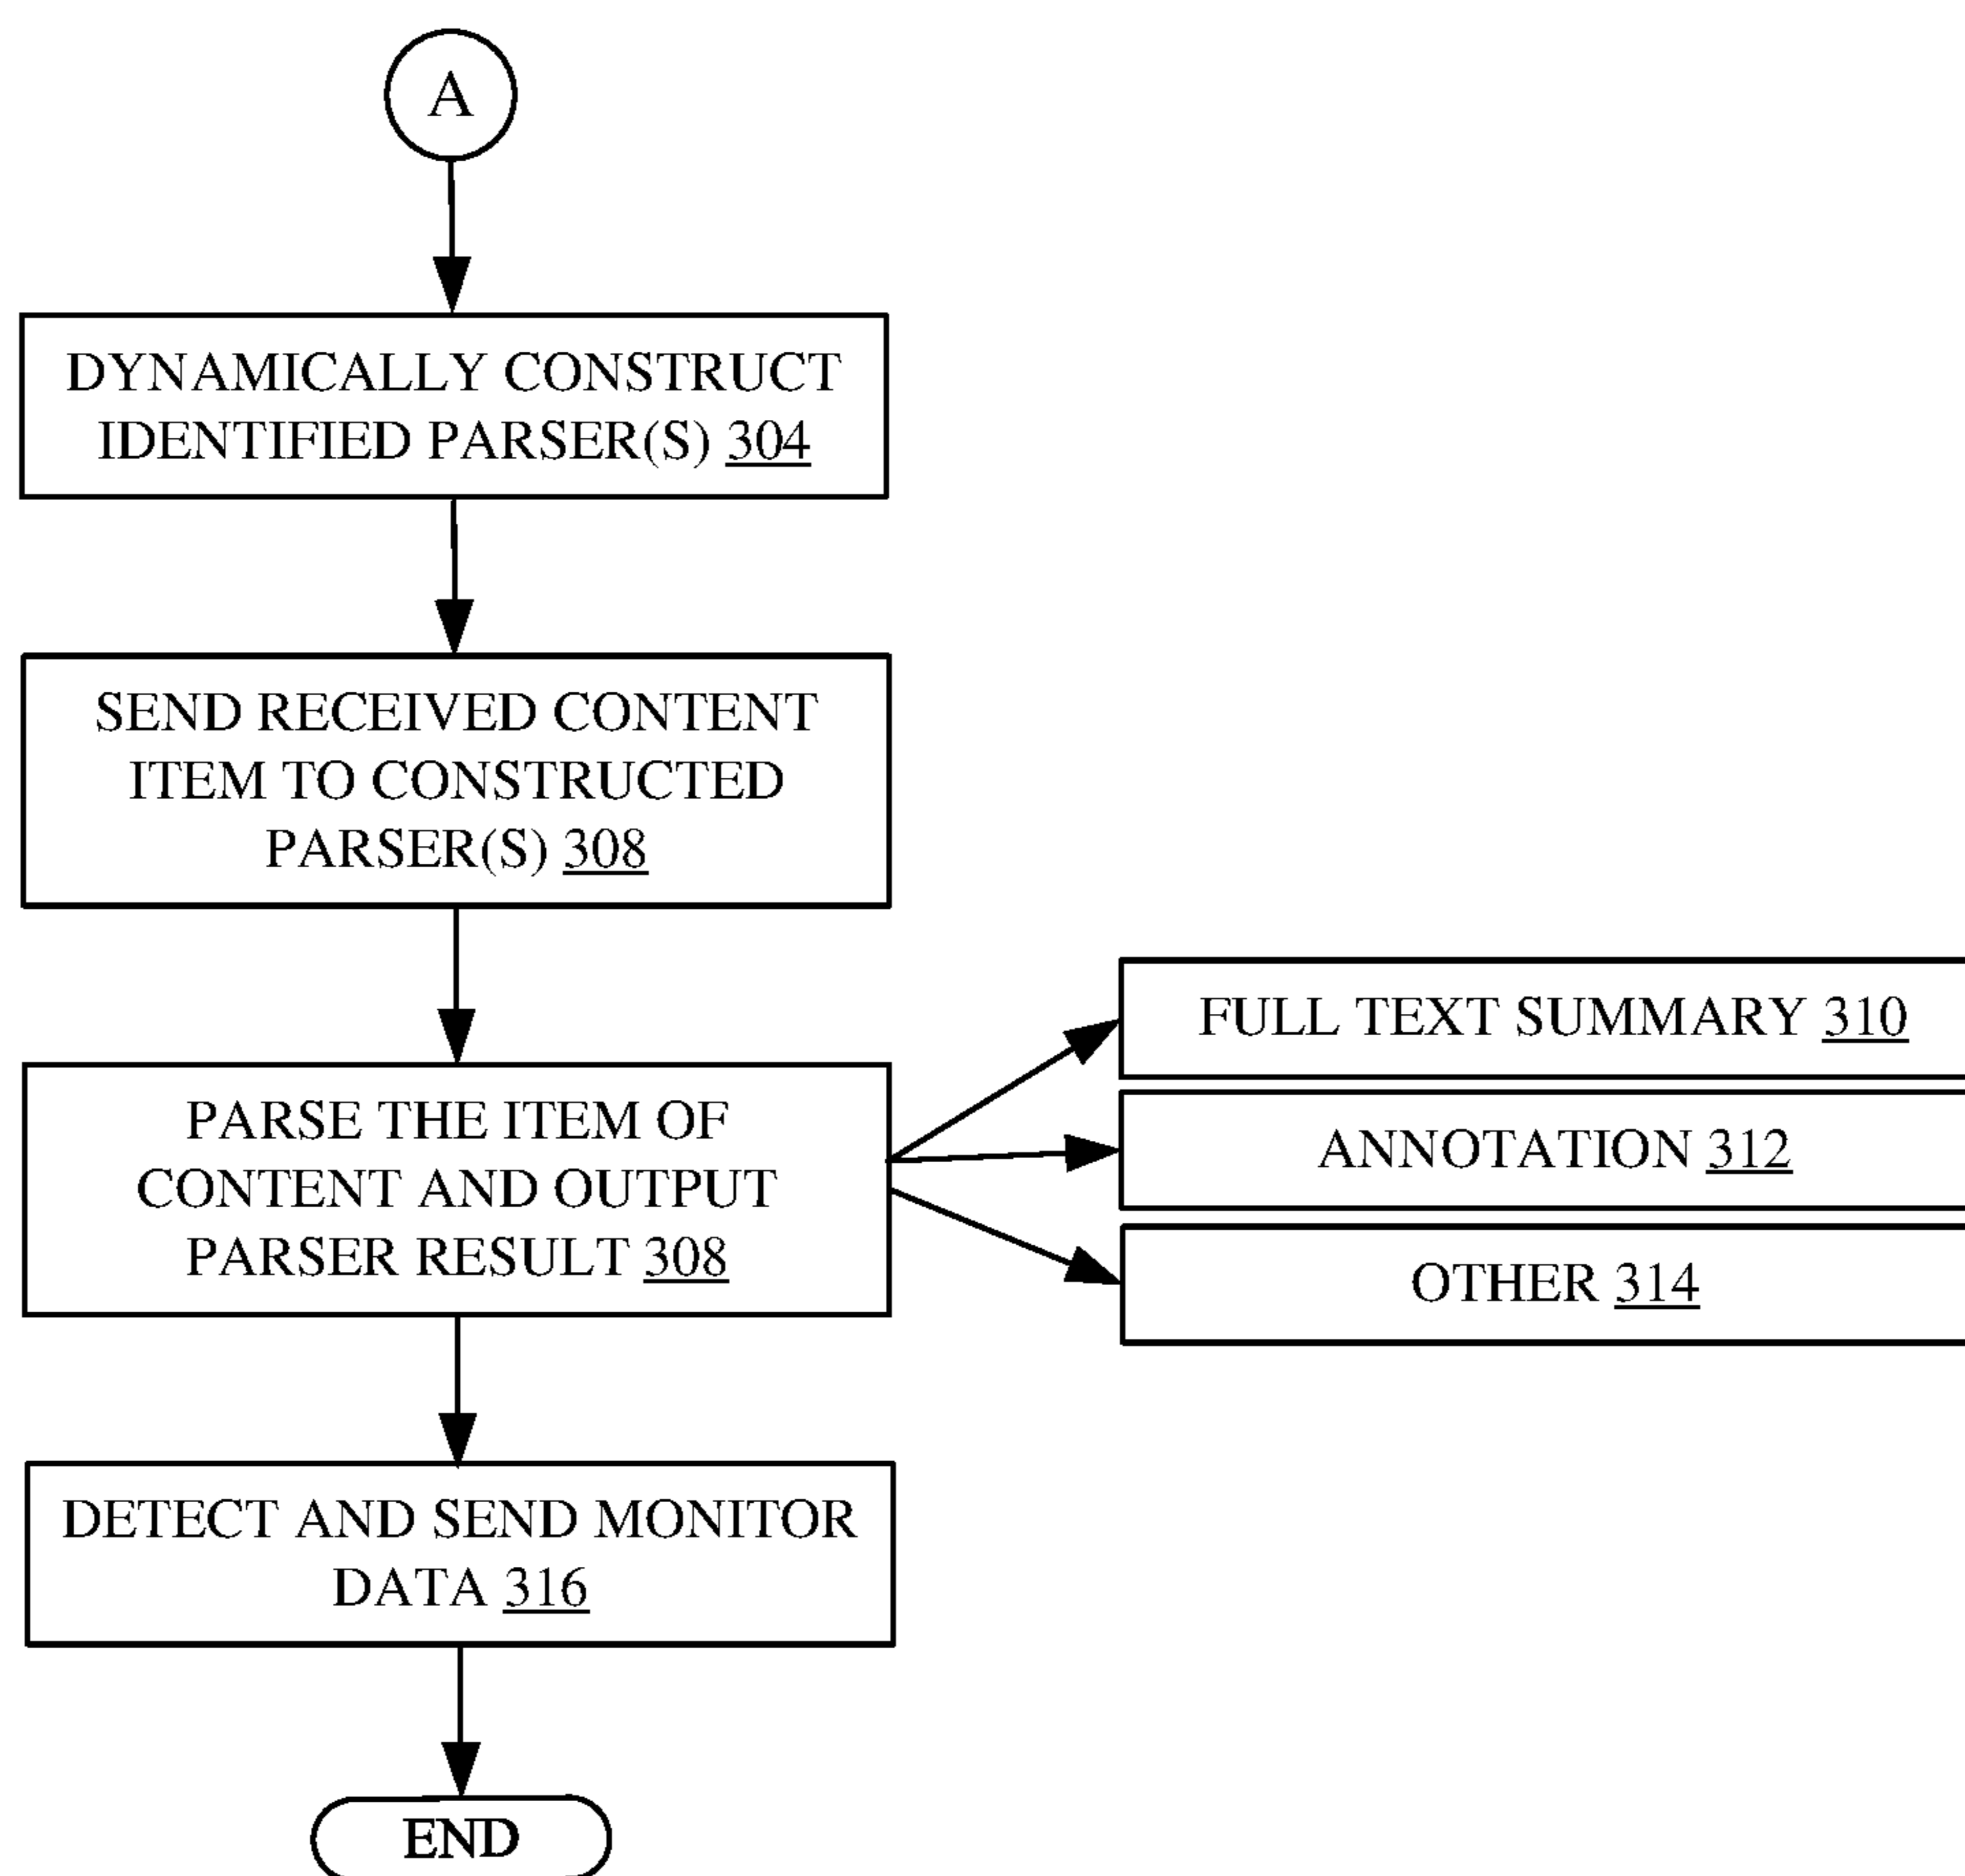 A
DYNAMICALLY CONSTRUCT
IDENTIFIED PARSER(S) 304
SEND RECEIVED CONTENT
ITEM TO CONSTRUCTED
PARSER(S) 308
PARSE THE ITEM OF
CONTENT AND OUTPUT
PARSER RESULT 308
FULL TEXT SUMMARY 310
ANNOTATION 312
OTHER 314
DETECT AND SEND MONITOR
DATA 316
END